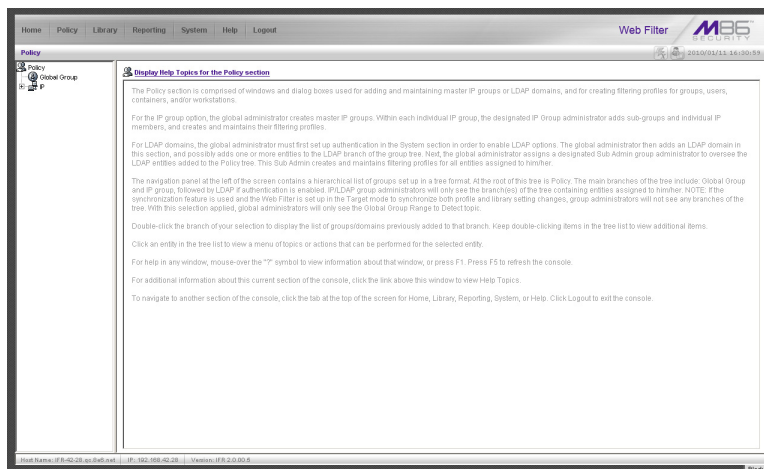 Home Policy Library Reporting System Help Logout
Web Filter
M86
SECURITY
Policy
2010/01/11 16:30:59
Policy
Global Group
IP
Display Help Topics for the Policy section
The Policy section is comprised of windows and dialog boxes used for adding and maintaining master IP groups or LDAP domains, and for creating filtering profiles for groups, users,
containers, and/or workstations.
For the IP group option, the global administrator creates master IP groups. Within each individual IP group, the designated IP Group administrator adds sub-groups and individual IP
members, and creates and maintains their filtering profiles.
For LDAP domains, the global administrator must first set up authentication in the System section in order to enable LDAP options. The global administrator then adds an LDAP domain in
this section, and possibly adds one or more entities to the LDAP branch of the group tree. Next, the global administrator assigns a designated Sub Admin group administrator to oversee the
LDAP entities added to the Policy tree. This Sub Admin creates and maintains filtering profiles for all entities assigned to him/her.
The navigation panel at the left of the screen contains a hierarchical list of groups set up in a tree format. At the root of this tree is Policy. The main branches of the tree include: Global Group
and IP group, followed by LDAP if authentication is enabled. IP/LDAP group administrators will only see the branch(es) of the tree containing entities assigned to him/her. NOTE: If the
synchronization feature is used and the Web Filter is set up in the Target mode to synchronize both profile and library setting changes, group administrators will not see any branches of the
tree. With this selection applied, global administrators will only see the Global Group Range to Detect topic.
Double-click the branch of your selection to display the list of groups/domains previously added to that branch. Keep double-clicking items in the tree list to view additional items.
Click an entity in the tree list to view a menu of topics or actions that can be performed for the selected entity.
For help in any window, mouse-over the "?" symbol to view information about that window, or press F1. Press F5 to refresh the console.
For additional information about this current section of the console, click the link above this window to view Help Topics.
To navigate to another section of the console, click the tab at the top of the screen for Home, Library, Reporting, System, or Help. Click Logout to exit the console.
Host Name: IFR-42-28.qc.8e6.net IP: 192.168.42.28 Version: IFR 2.0.00.6